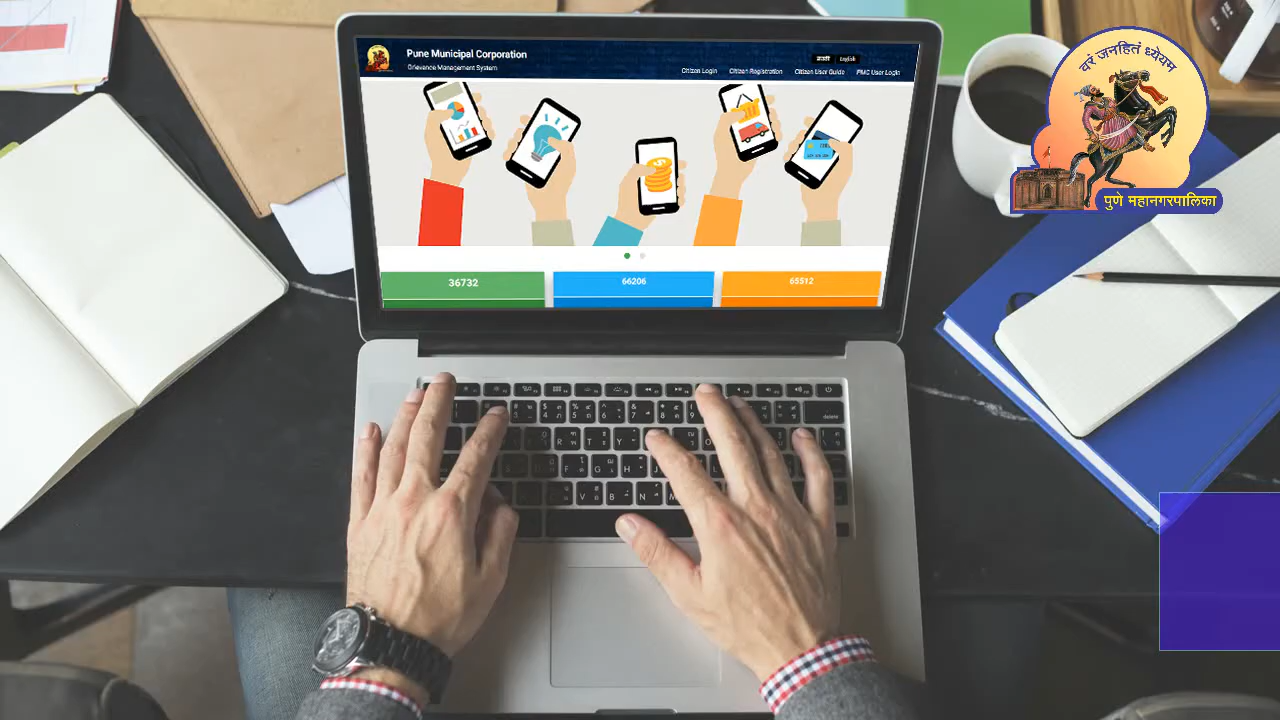 Pune Municipal Corporation
Grievance Management System
मराठी English
Citizen Login Citizen Registration Citizen User Guide PMC User Login
36732 66206 65512
वरं जनहितं ध्येयम
पुणे महानगरपालिका
delete